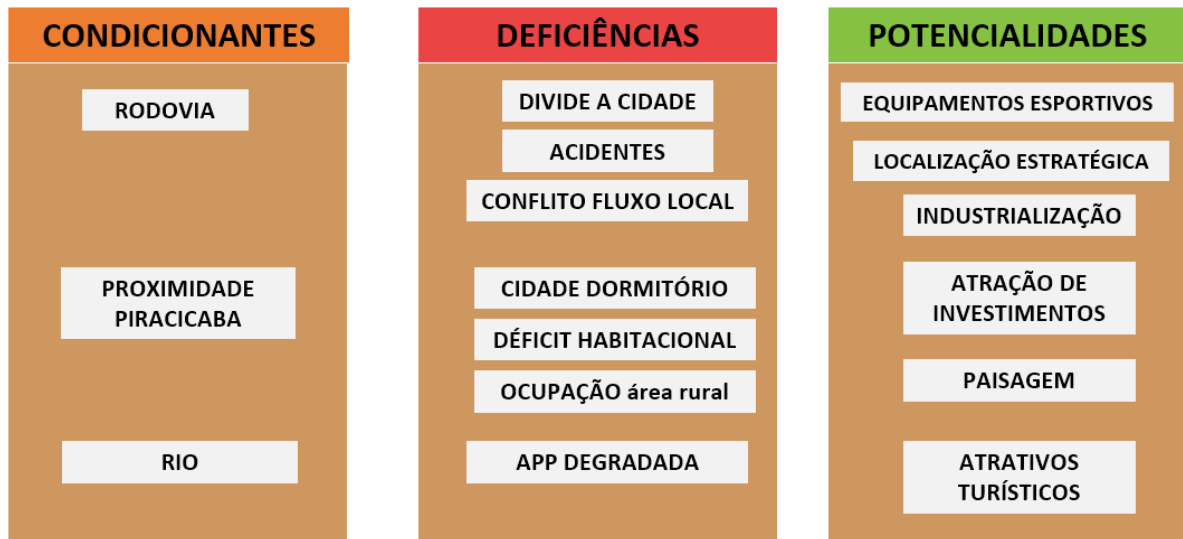 CONDICIONANTES
RODOVIA
PROXIMIDADE
PIRACICABA
RIO
DEFICIÊNCIAS
DIVIDE A CIDADE
ACIDENTES
CONFLITO FLUXO LOCAL
CIDADE DORMITÓRIO
DÉFICIT HABITACIONAL
OCUPAÇÃO área rural
APP DEGRADADA
POTENCIALIDADES
EQUIPAMENTOS ESPORTIVOS
LOCALIZAÇÃO ESTRATÉGICA
INDUSTRIALIZAÇÃO
ATRAÇÃO DE
INVESTIMENTOS
PAISAGEM
ATRATIVOS
TURÍSTICOS